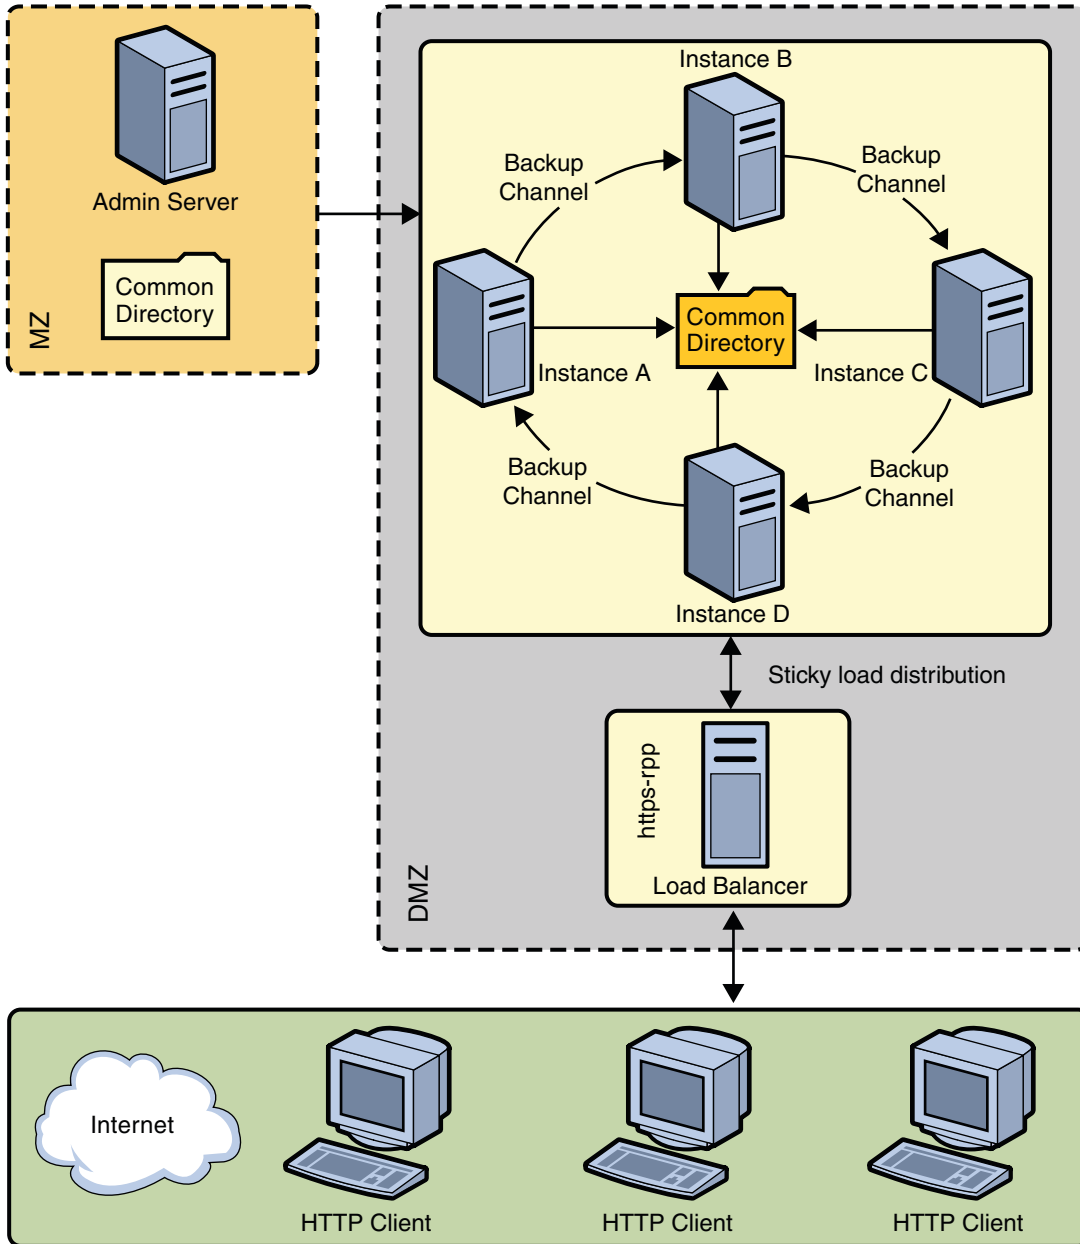 Admin Server
Common
Directory
MZ
Instance B
Backup
Channel
Backup
Channel
Common
Directory
Instance A
Instance C
Backup
Channel
Backup
Channel
Instance D
Sticky load distribution
https-rpp
Load Balancer
DMZ
Internet
HTTP Client
HTTP Client
HTTP Client